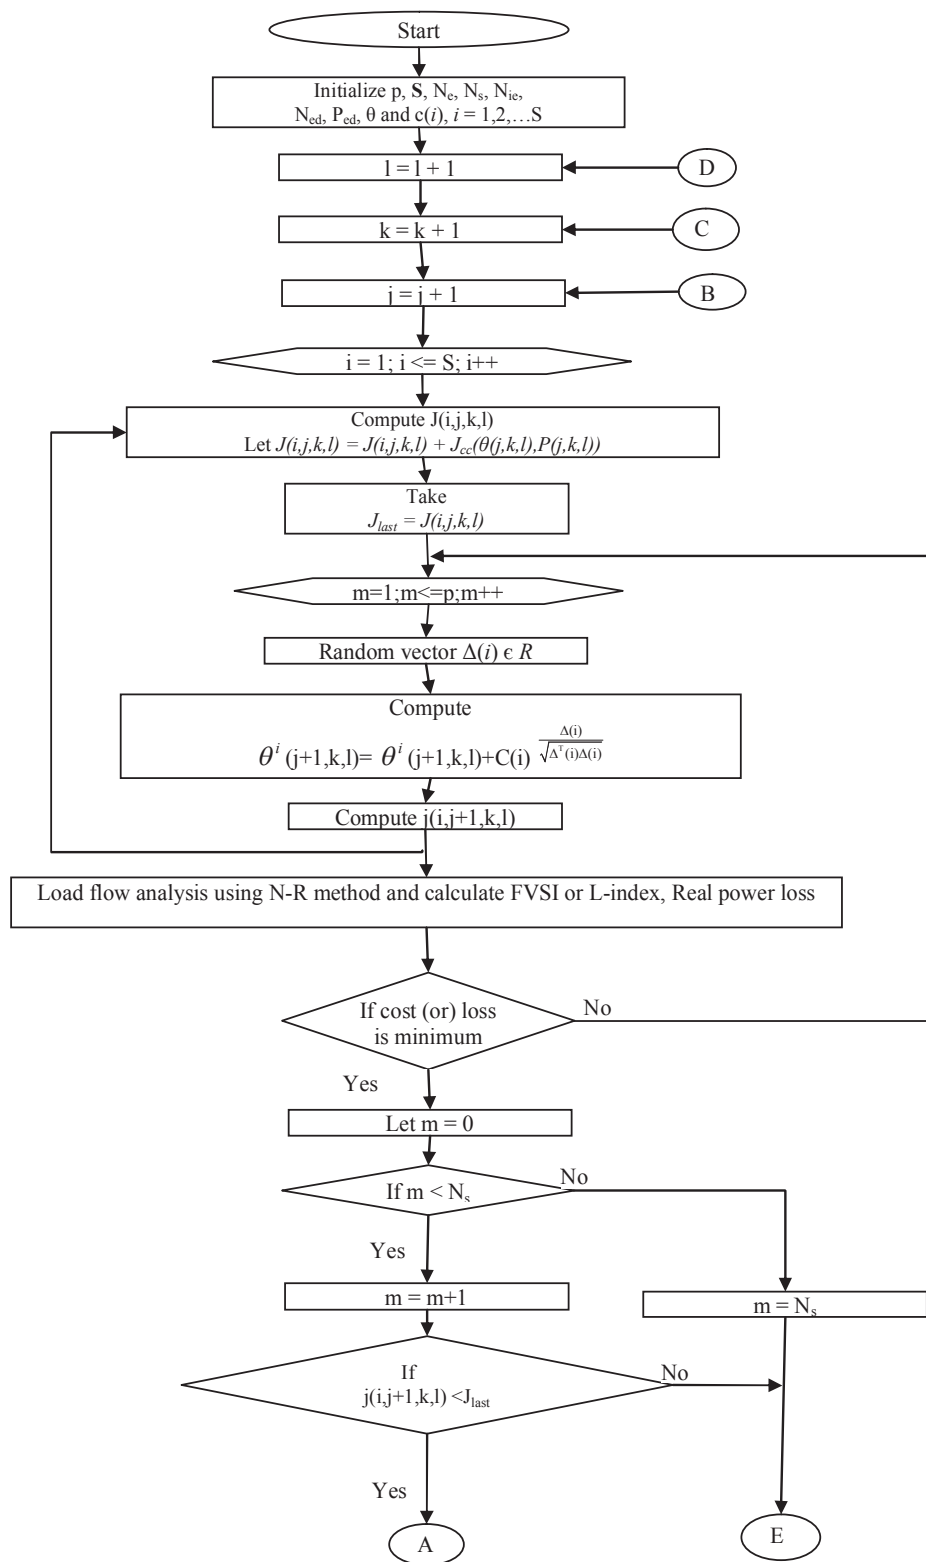 Start
Initialize p, S, Ne, Ns, Nie,
Ned, Ped, θ and c(i), i = 1,2,…S
l = l + 1
D
k = k + 1
C
j = j + 1
B
i = 1; i <= S; i++
Compute J(i,j,k,l)
Let J(i,j,k,l) = J(i,j,k,l) + Jcc(θ(j,k,l),P(j,k,l))
Take
Jlast = J(i,j,k,l)
m=1;m<=p;m++
Random vector Δ(i) ϵ R
Compute
θ^i (j+1,k,l)= θ^i (j+1,k,l)+C(i) Δ(i)/√Δ^T(i)Δ(i)
Compute j(i,j+1,k,l)
Load flow analysis using N-R method and calculate FVSI or L-index, Real power loss
If cost (or) loss
is minimum
No
Yes
Let m = 0
If m < Ns
No
Yes
m = m+1
m = Ns
If
j(i,j+1,k,l) <Jlast
No
Yes
A
E